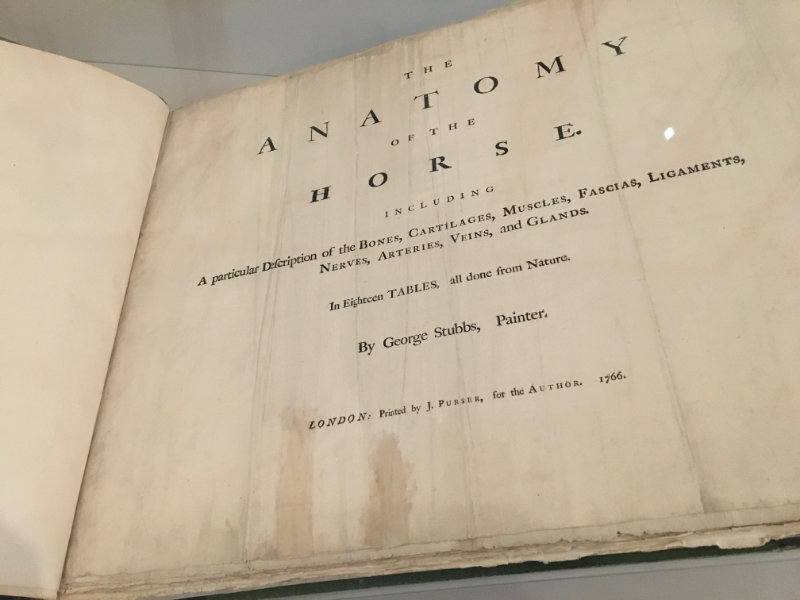 THE
ANATOMY
OF THE
HORSE.
INCLUDING
A particular Deſcription of the BONES, CARTILAGES, MUSCLES, FASCIAS, LIGAMENTS,
NERVES, ARTERIES, VEINS, and GLANDS.
In Eighteen TABLES, all done from Nature.
By George Stubbs, Painter.
LONDON: Printed by J. PURSER, for the AUTHOR. 1766.